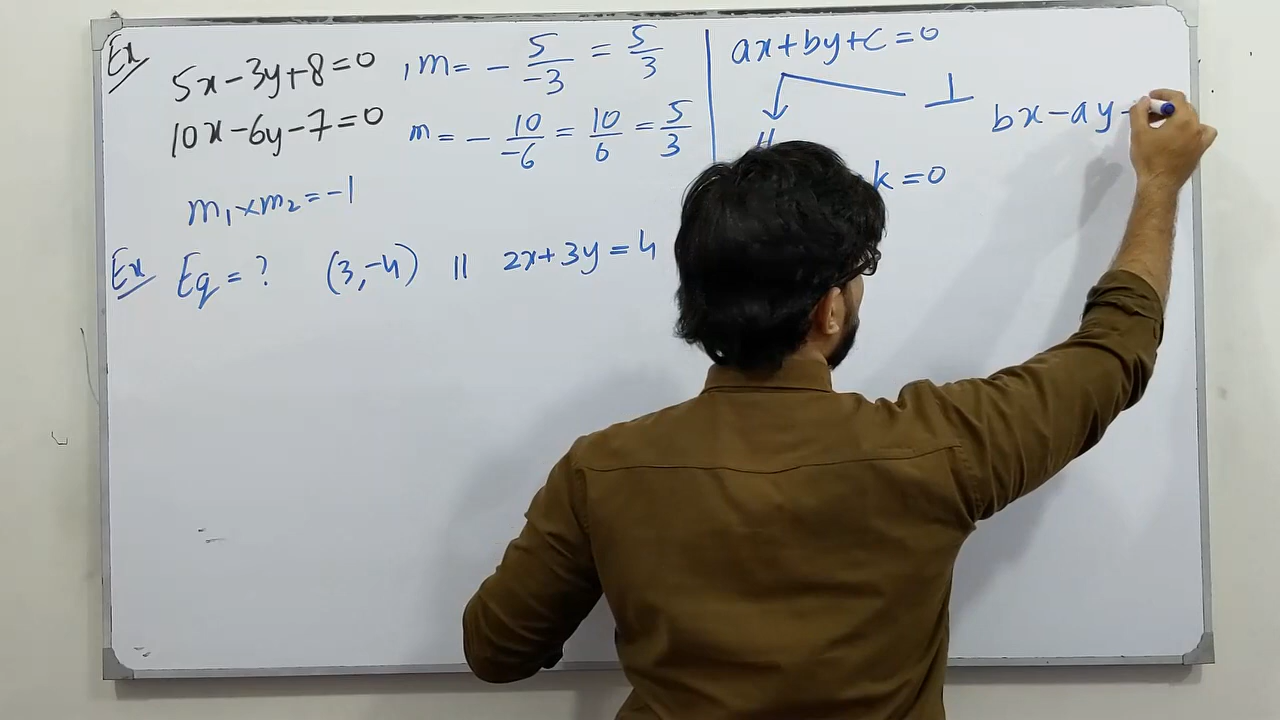 Ex
5x-3y+8=0 , m = - 5/-3 = 5/3
10x-6y-7=0 m = - 10/-6 = 10/6 = 5/3
m₁×m₂=-1
Ex Eq = ? (3,-4) || 2x+3y=4
ax+by+c=0
⊥ bx-ay
||
k=0